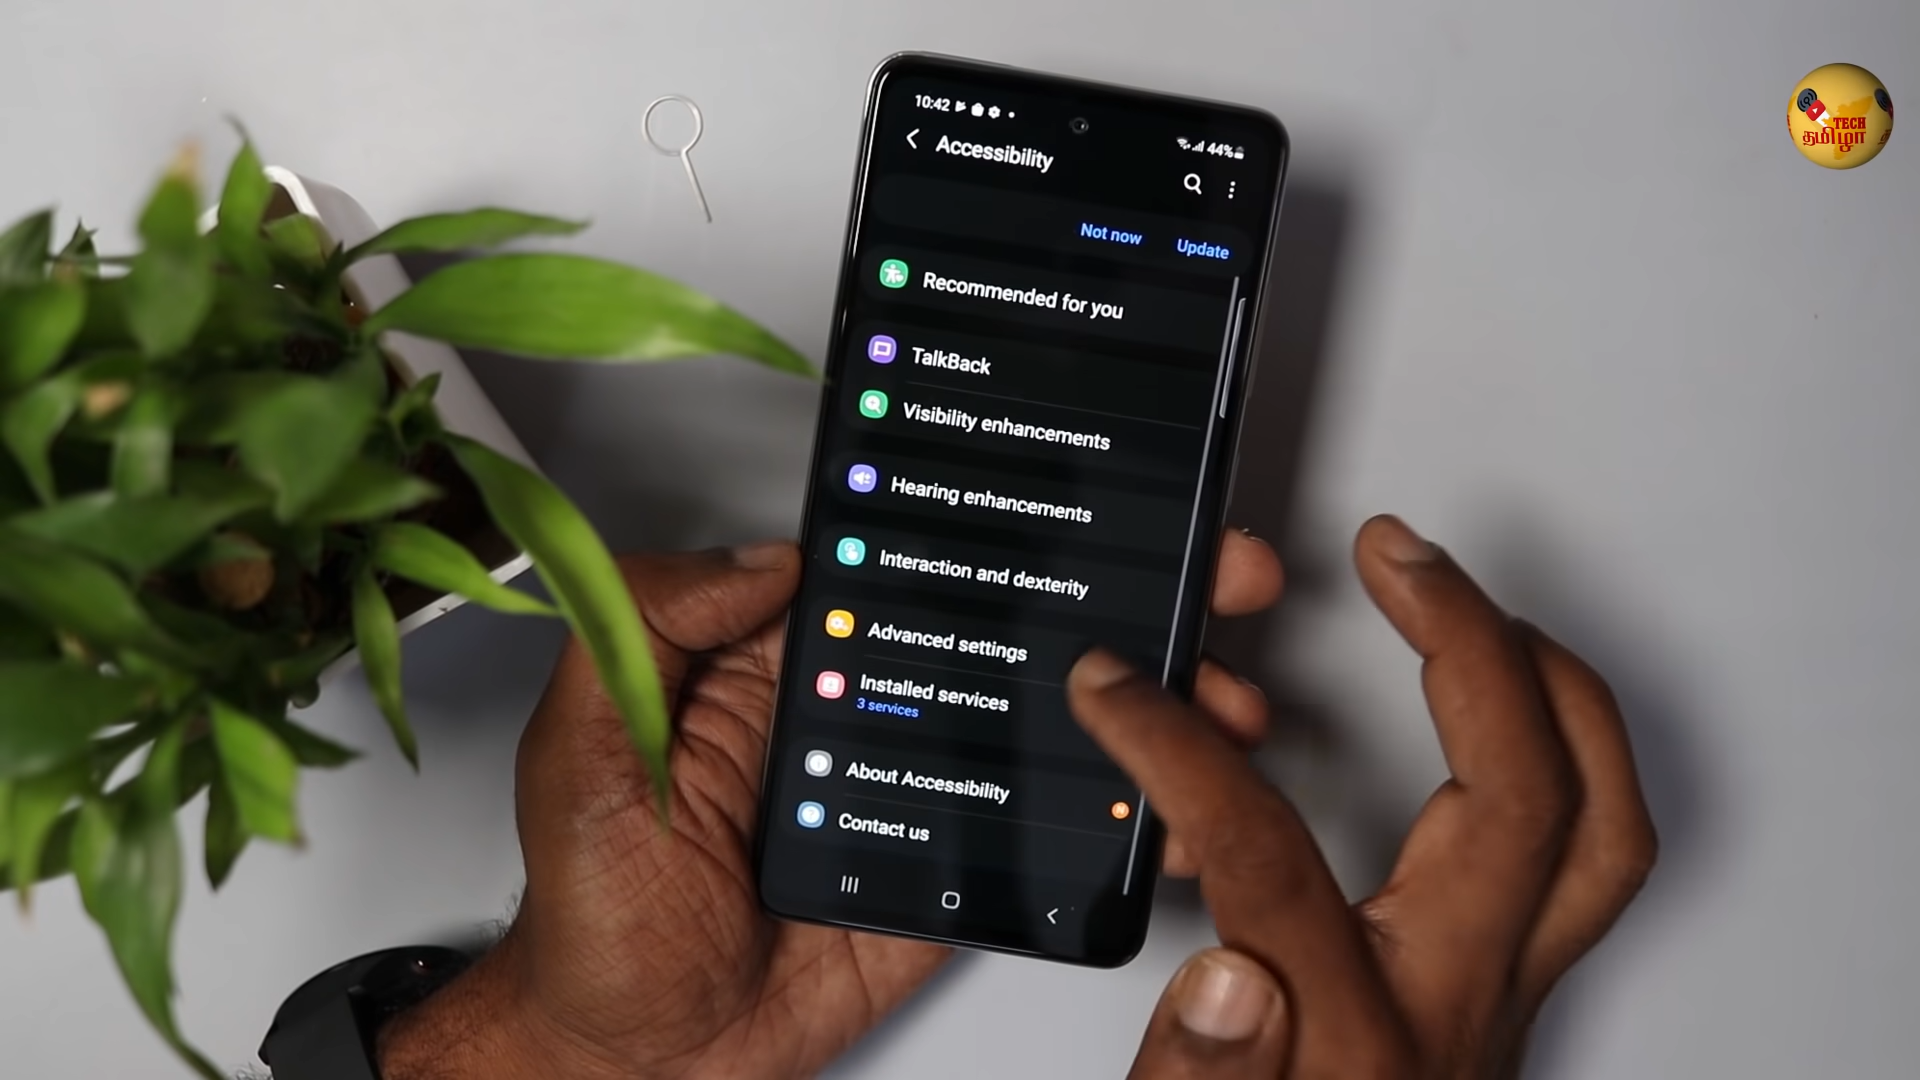 10:42
44%
Accessibility
Not now Update
Recommended for you
TalkBack
Visibility enhancements
Hearing enhancements
Interaction and dexterity
Advanced settings
Installed services
3 services
About Accessibility
N
Contact us
TECH
தமிழா